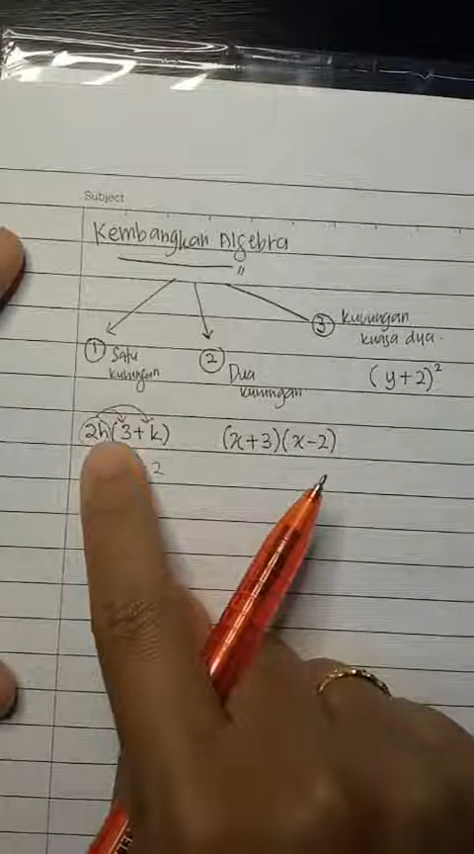 Subject
Kembangkan Algebra
① Satu kurungan
② Dua kurungan
③ Kurungan kuasa dua.
2h(3+k)
(x+3)(x-2)
(y+2)²
2